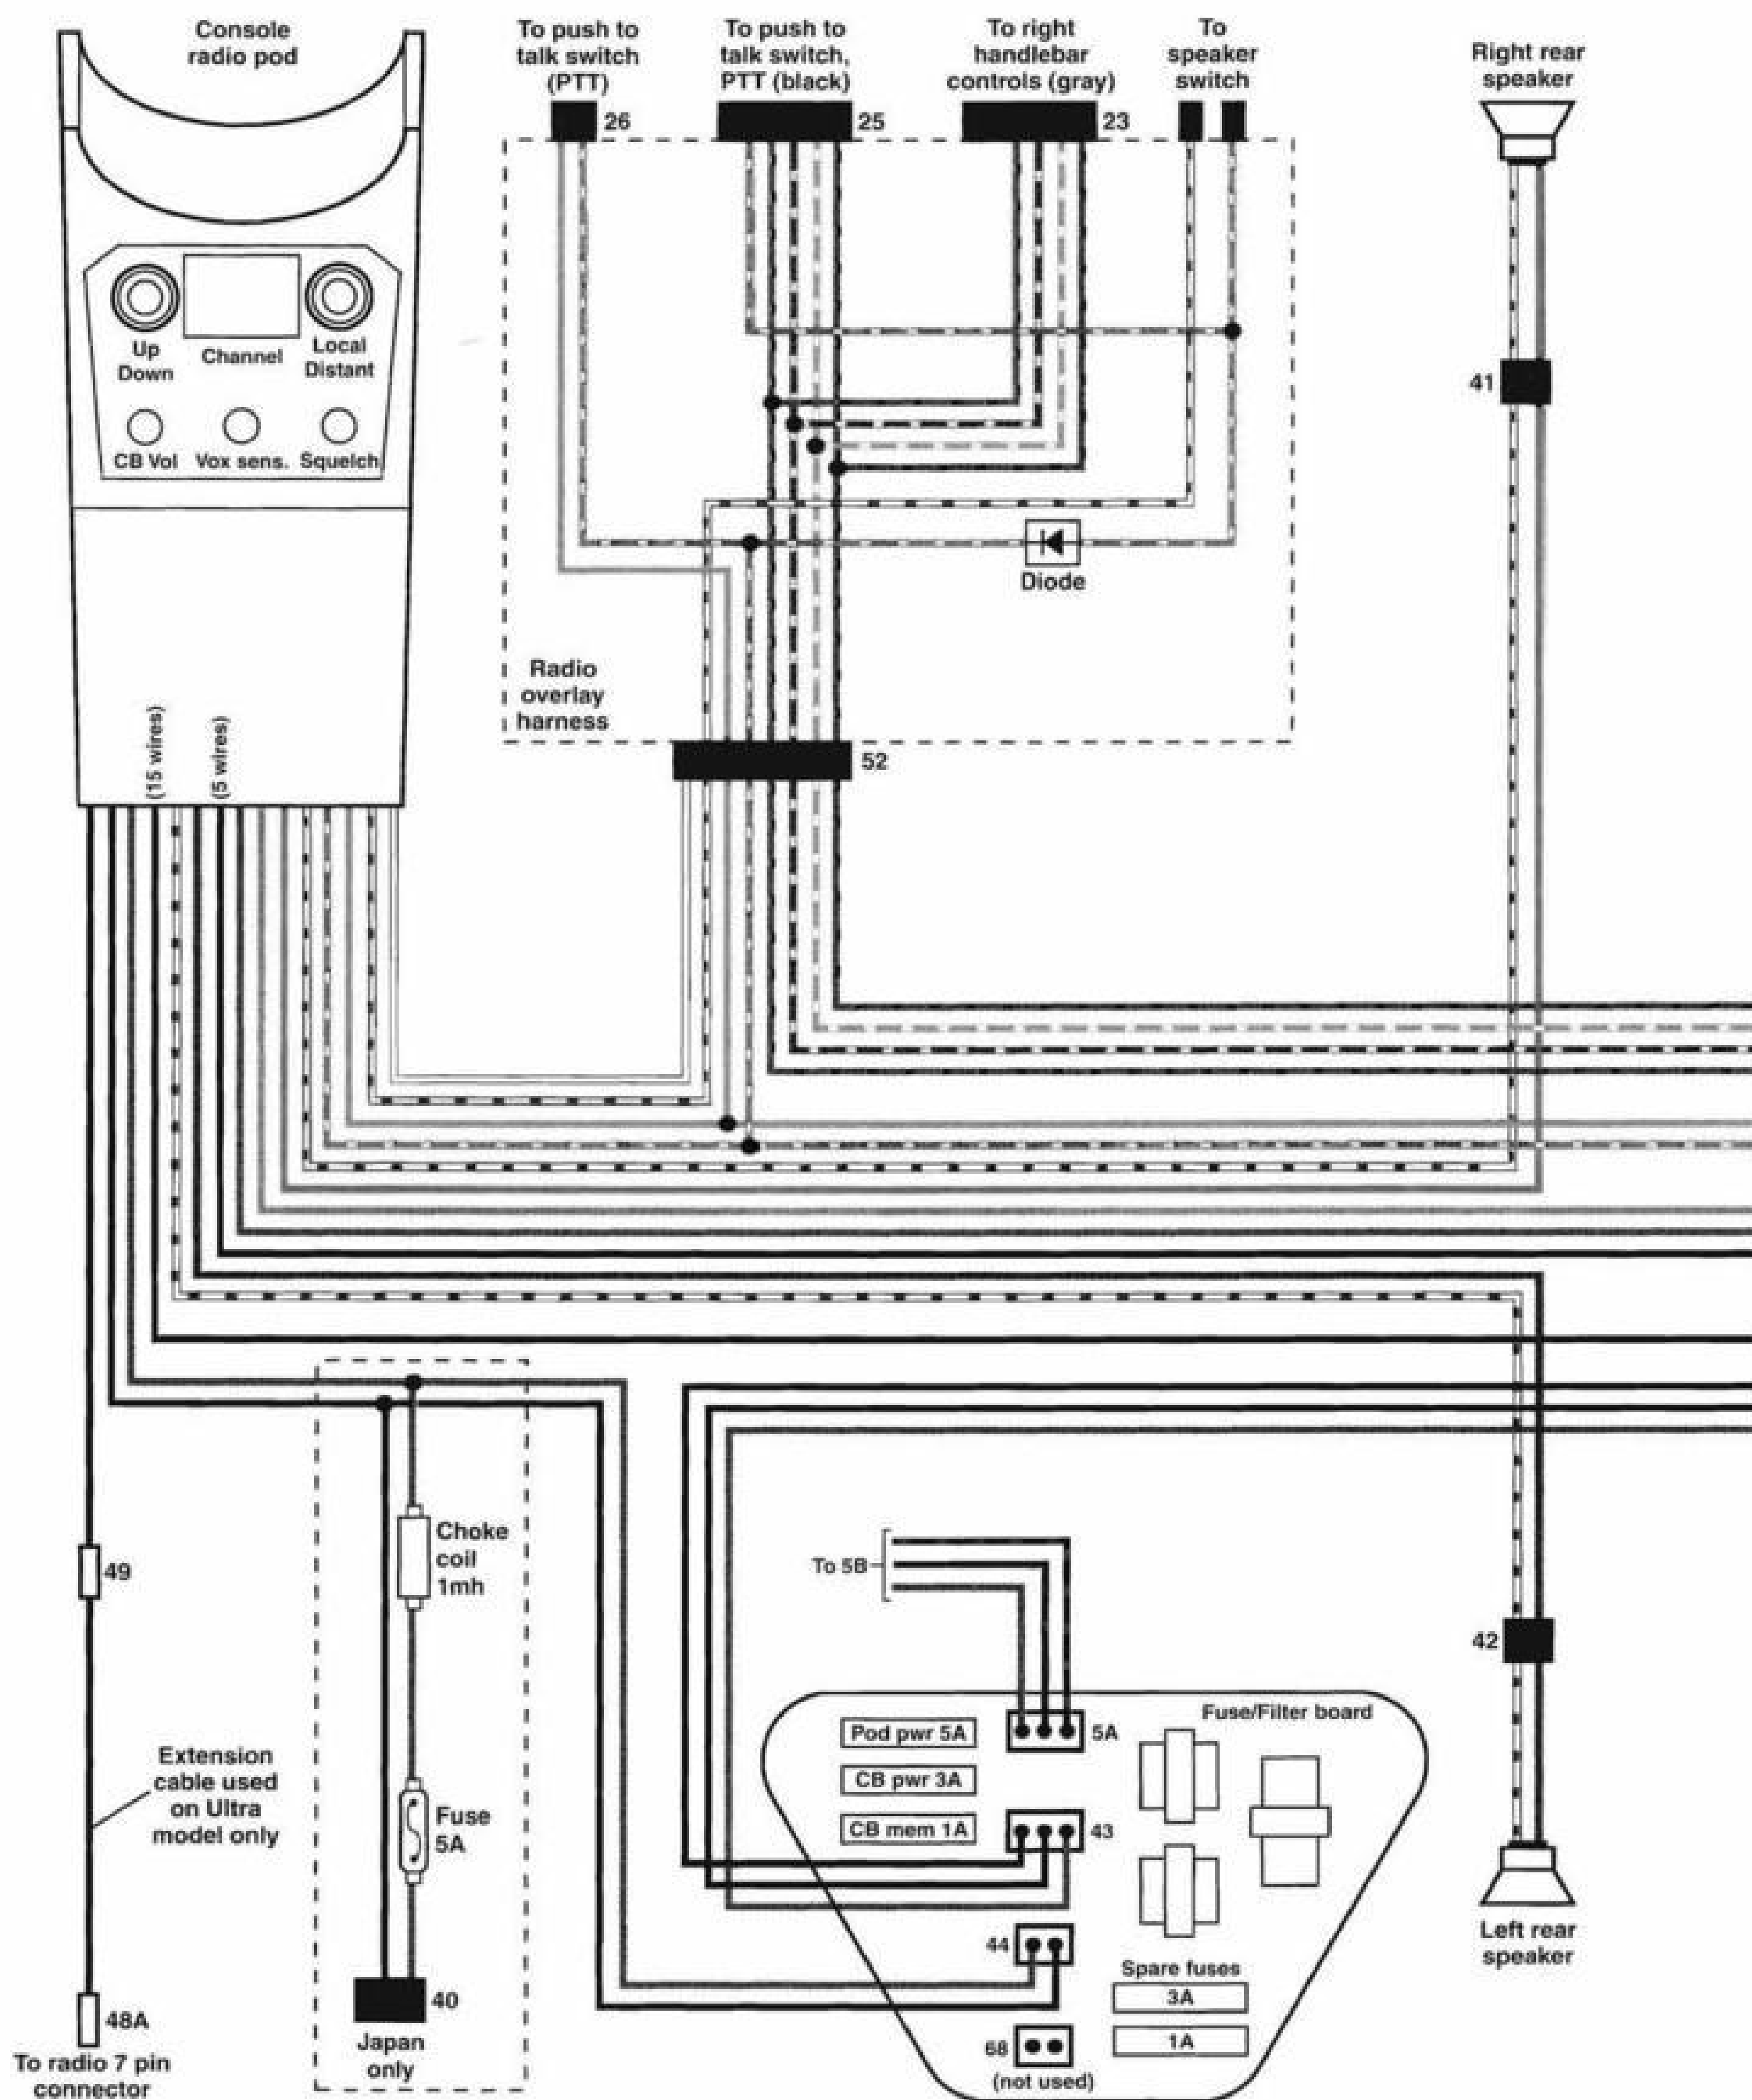 Console
radio pod
To push to
talk switch
(PTT)
To push to
talk switch,
PTT (black)
To right
handlebar
controls (gray)
To
speaker
switch
Right rear
speaker
26
25
23
Up
Down
Channel
Local
Distant
CB Vol
Vox sens.
Squelch
41
Diode
Radio
overlay
harness
52
(15 wires)
(5 wires)
Choke
coil
1mh
49
To 5B
42
Fuse/Filter board
Pod pwr 5A
5A
CB pwr 3A
CB mem 1A
43
Extension
cable used
on Ultra
model only
Fuse
5A
44
Left rear
speaker
Spare fuses
3A
1A
40
Japan
only
48A
To radio 7 pin
connector
68
(not used)